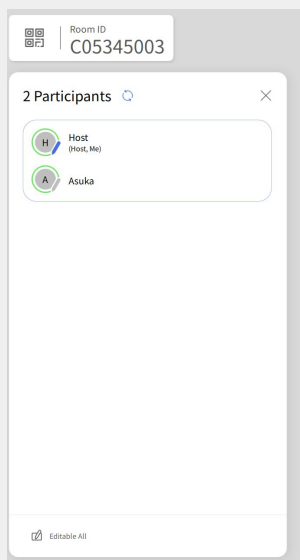 Room ID
C05345003
2 Participants
H
Host
(Host, Me)
A
Asuka
Editable All